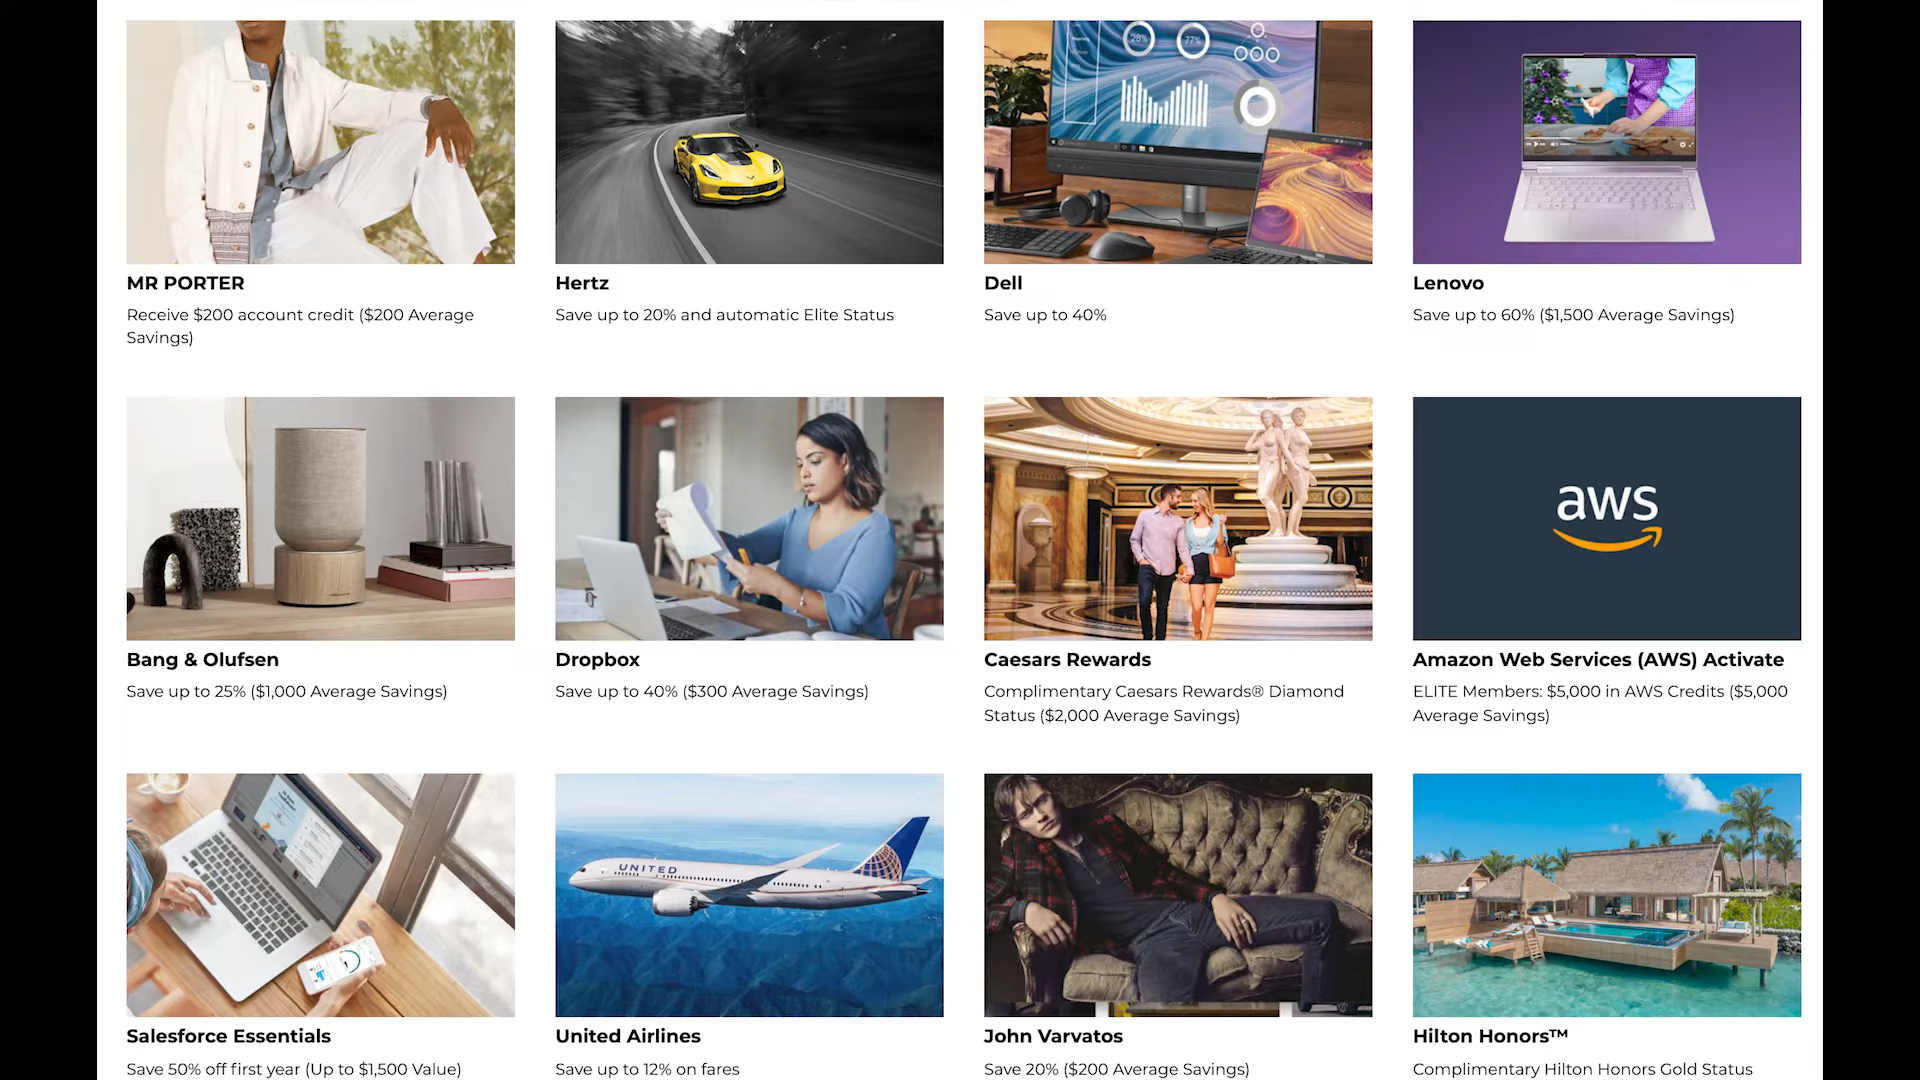 28%
77%
MR PORTER
Receive $200 account credit ($200 Average
Savings)
Hertz
Save up to 20% and automatic Elite Status
Dell
Save up to 40%
Lenovo
Save up to 60% ($1,500 Average Savings)
aws
Bang & Olufsen
Save up to 25% ($1,000 Average Savings)
Dropbox
Save up to 40% ($300 Average Savings)
Caesars Rewards
Complimentary Caesars Rewards® Diamond
Status ($2,000 Average Savings)
Amazon Web Services (AWS) Activate
ELITE Members: $5,000 in AWS Credits ($5,000
Average Savings)
UNITED
Salesforce Essentials
Save 50% off first year (Up to $1,500 Value)
United Airlines
Save up to 12% on fares
John Varvatos
Save 20% ($200 Average Savings)
Hilton Honors™
Complimentary Hilton Honors Gold Status